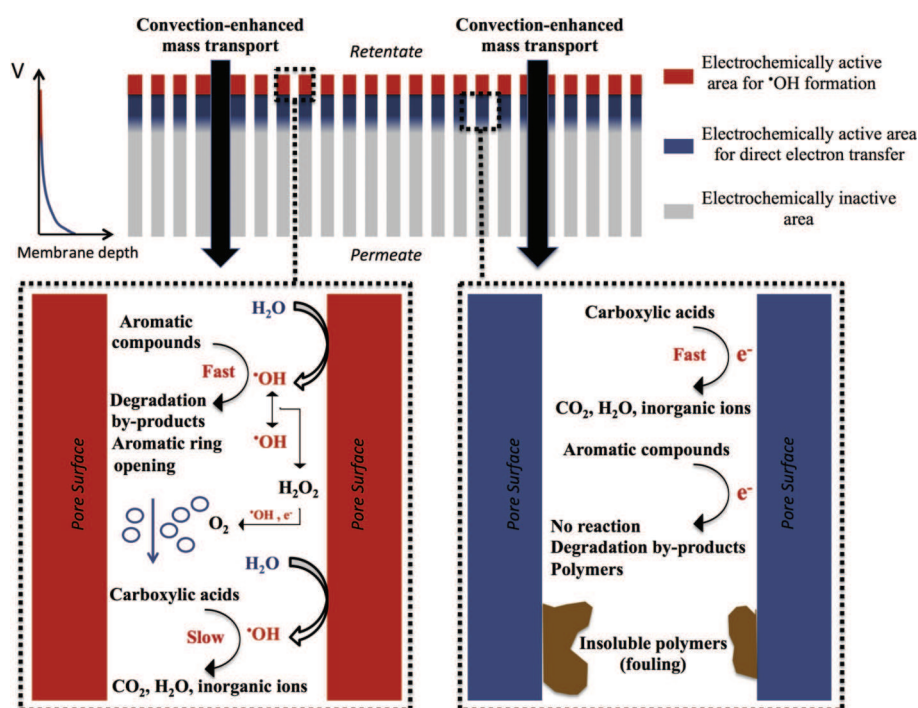 Convection-enhanced
mass transport
Retentate
Convection-enhanced
mass transport
V
Membrane depth
Permeate
Electrochemically active
area for •OH formation
Electrochemically active area
for direct electron transfer
Electrochemically inactive
area
Pore Surface
Aromatic
compounds
Fast
Degradation
by-products
Aromatic ring
opening
H₂O
•OH
•OH
H₂O₂
•OH , e⁻
O₂
H₂O
Carboxylic acids
Slow
•OH
CO₂, H₂O, inorganic ions
Pore Surface
Pore Surface
Carboxylic acids
Fast
e⁻
CO₂, H₂O, inorganic ions
Aromatic compounds
e⁻
No reaction
Degradation by-products
Polymers
Insoluble polymers
(fouling)
Pore Surface